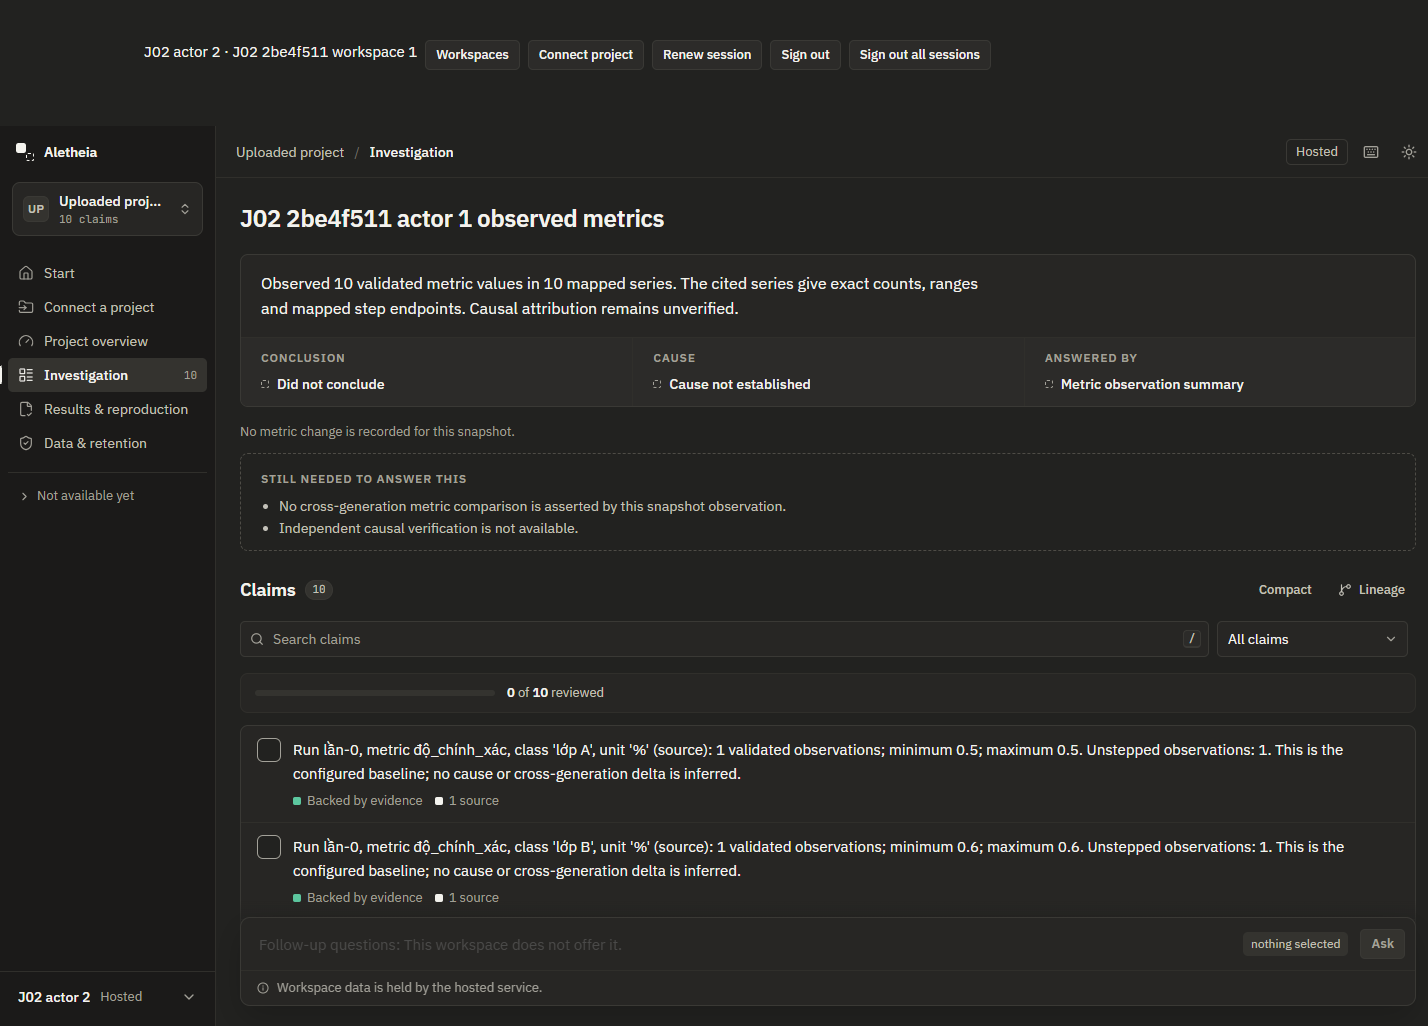 J02 actor 2 · J02 2be4f511 workspace 1
Workspaces
Connect project
Renew session
Sign out
Sign out all sessions
Aletheia
UP
Uploaded proj...
10 claims
Start
Connect a project
Project overview
Investigation
10
Results & reproduction
Data & retention
Not available yet
J02 actor 2
Hosted
Uploaded project / Investigation
Hosted
J02 2be4f511 actor 1 observed metrics
Observed 10 validated metric values in 10 mapped series. The cited series give exact counts, ranges
and mapped step endpoints. Causal attribution remains unverified.
CONCLUSION
Did not conclude
CAUSE
Cause not established
ANSWERED BY
Metric observation summary
No metric change is recorded for this snapshot.
STILL NEEDED TO ANSWER THIS
• No cross-generation metric comparison is asserted by this snapshot observation.
• Independent causal verification is not available.
Claims 10
Compact
Lineage
Search claims
/
All claims
0 of 10 reviewed
Run lần-0, metric độ_chính_xác, class 'lớp A', unit '%' (source): 1 validated observations; minimum 0.5; maximum 0.5. Unstepped observations: 1. This is the
configured baseline; no cause or cross-generation delta is inferred.
Backed by evidence
1 source
Run lần-0, metric độ_chính_xác, class 'lớp B', unit '%' (source): 1 validated observations; minimum 0.6; maximum 0.6. Unstepped observations: 1. This is the
configured baseline; no cause or cross-generation delta is inferred.
Backed by evidence
1 source
Follow-up questions: This workspace does not offer it.
nothing selected
Ask
Workspace data is held by the hosted service.